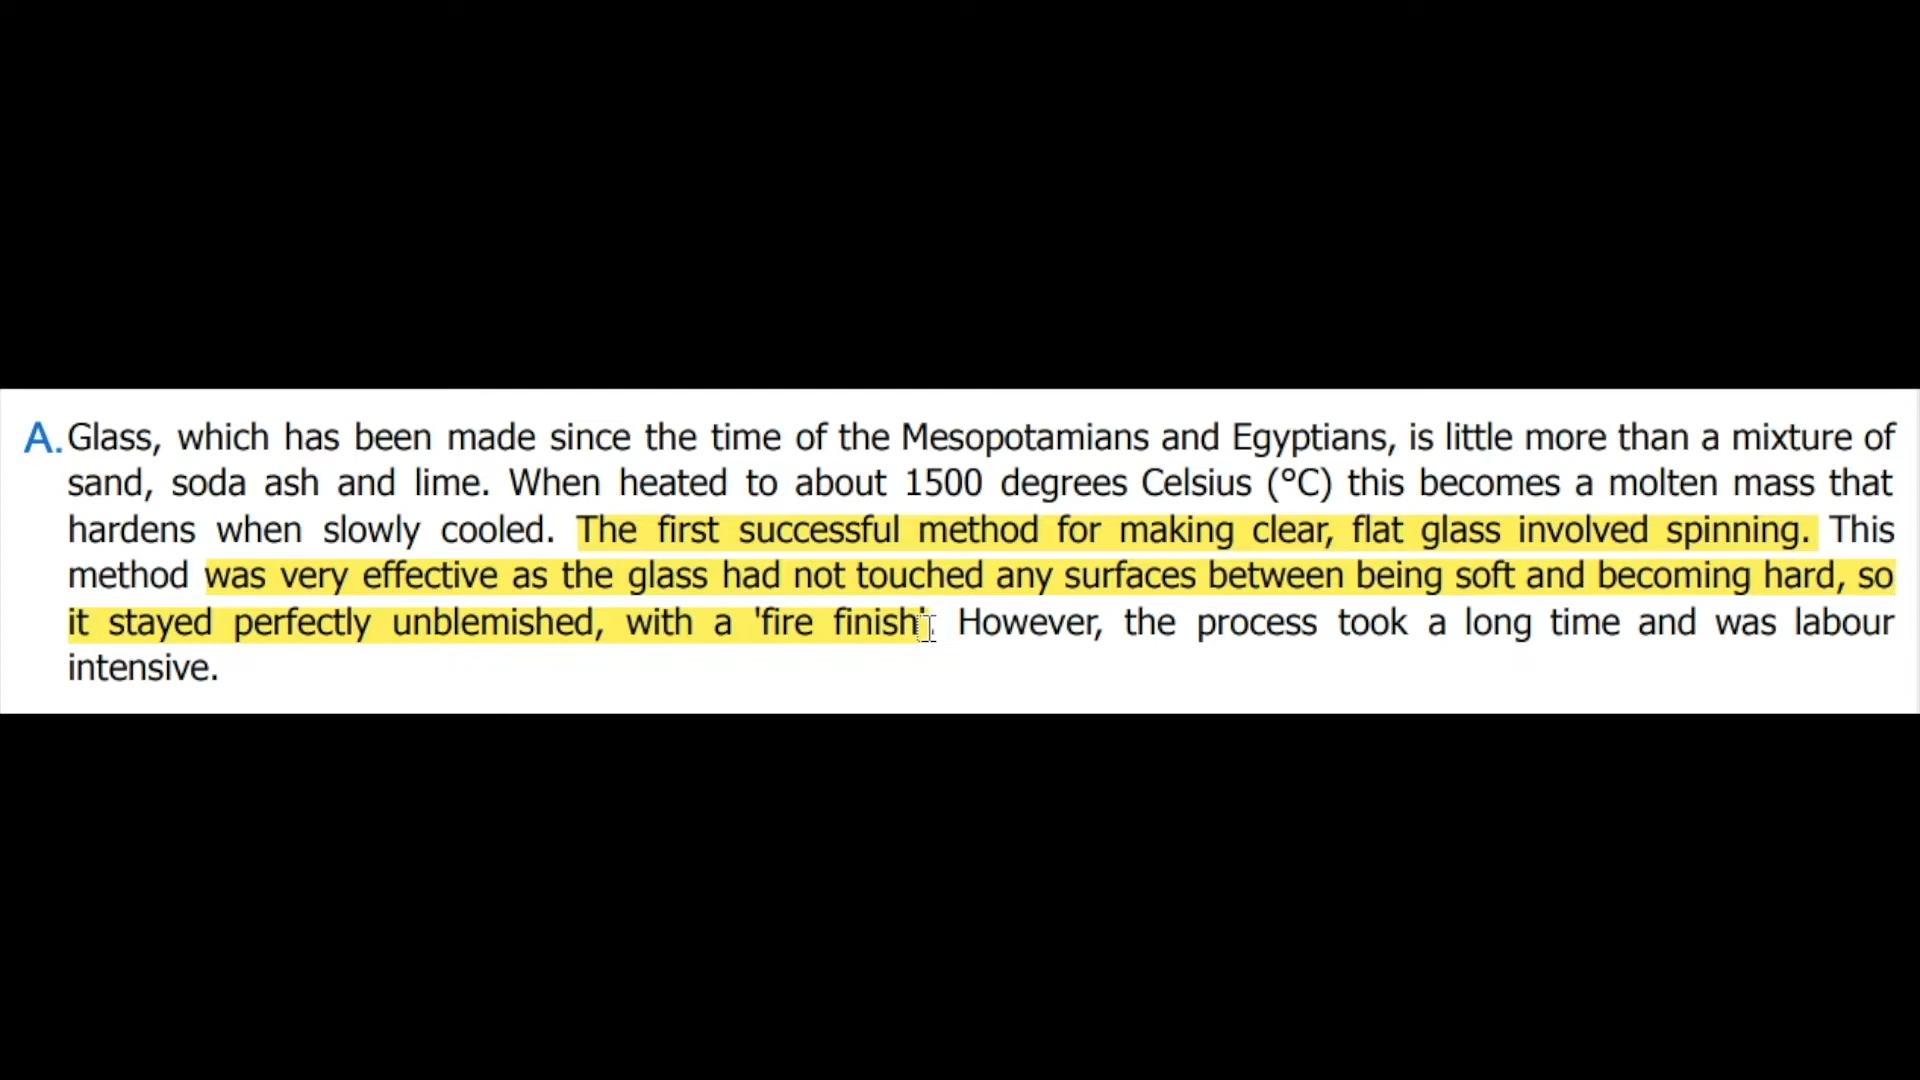 A. Glass, which has been made since the time of the Mesopotamians and Egyptians, is little more than a mixture of
sand, soda ash and lime. When heated to about 1500 degrees Celsius (°C) this becomes a molten mass that
hardens when slowly cooled. The first successful method for making clear, flat glass involved spinning. This
method was very effective as the glass had not touched any surfaces between being soft and becoming hard, so
it stayed perfectly unblemished, with a 'fire finish'. However, the process took a long time and was labour
intensive.